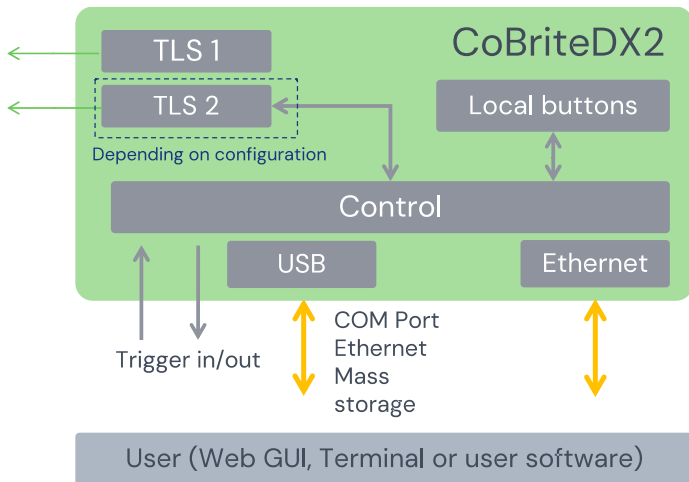 CoBriteDX2
TLS 1
TLS 2
Local buttons
Depending on configuration
Control
USB
Ethernet
Trigger in/out
COM Port
Ethernet
Mass
storage
User (Web GUI, Terminal or user software)